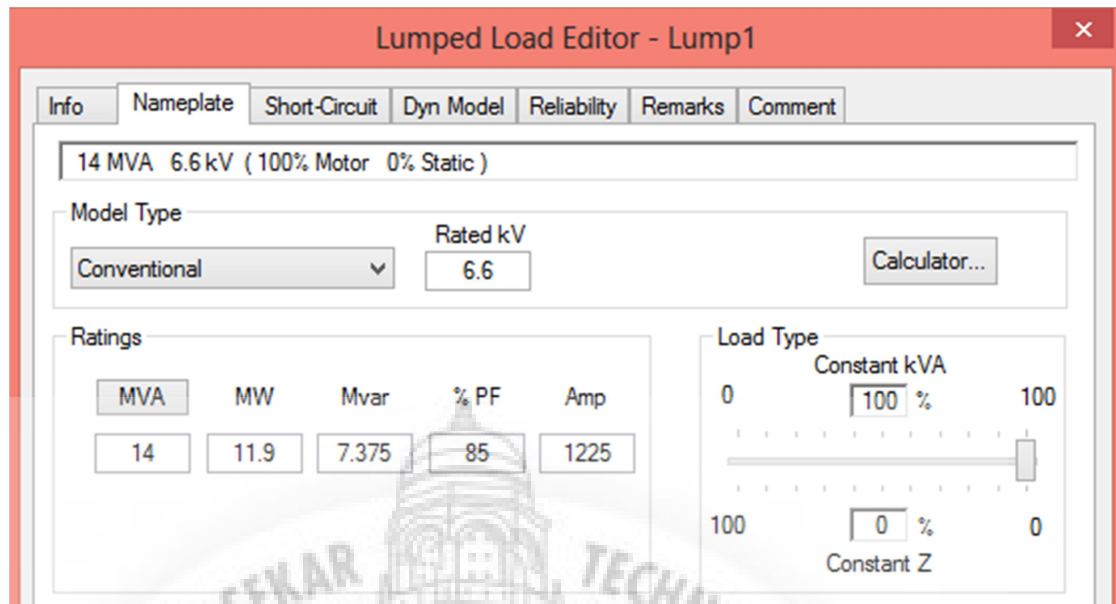 Lumped Load Editor - Lump1
Info Nameplate Short-Circuit Dyn Model Reliability Remarks Comment
14 MVA 6.6 kV ( 100% Motor 0% Static )
Model Type
Rated kV
Conventional 6.6 Calculator...
Ratings
MVA MW Mvar % PF Amp
14 11.9 7.375 85 1225
Load Type
Constant kVA
0 100 % 100
100 0 % 0
Constant Z